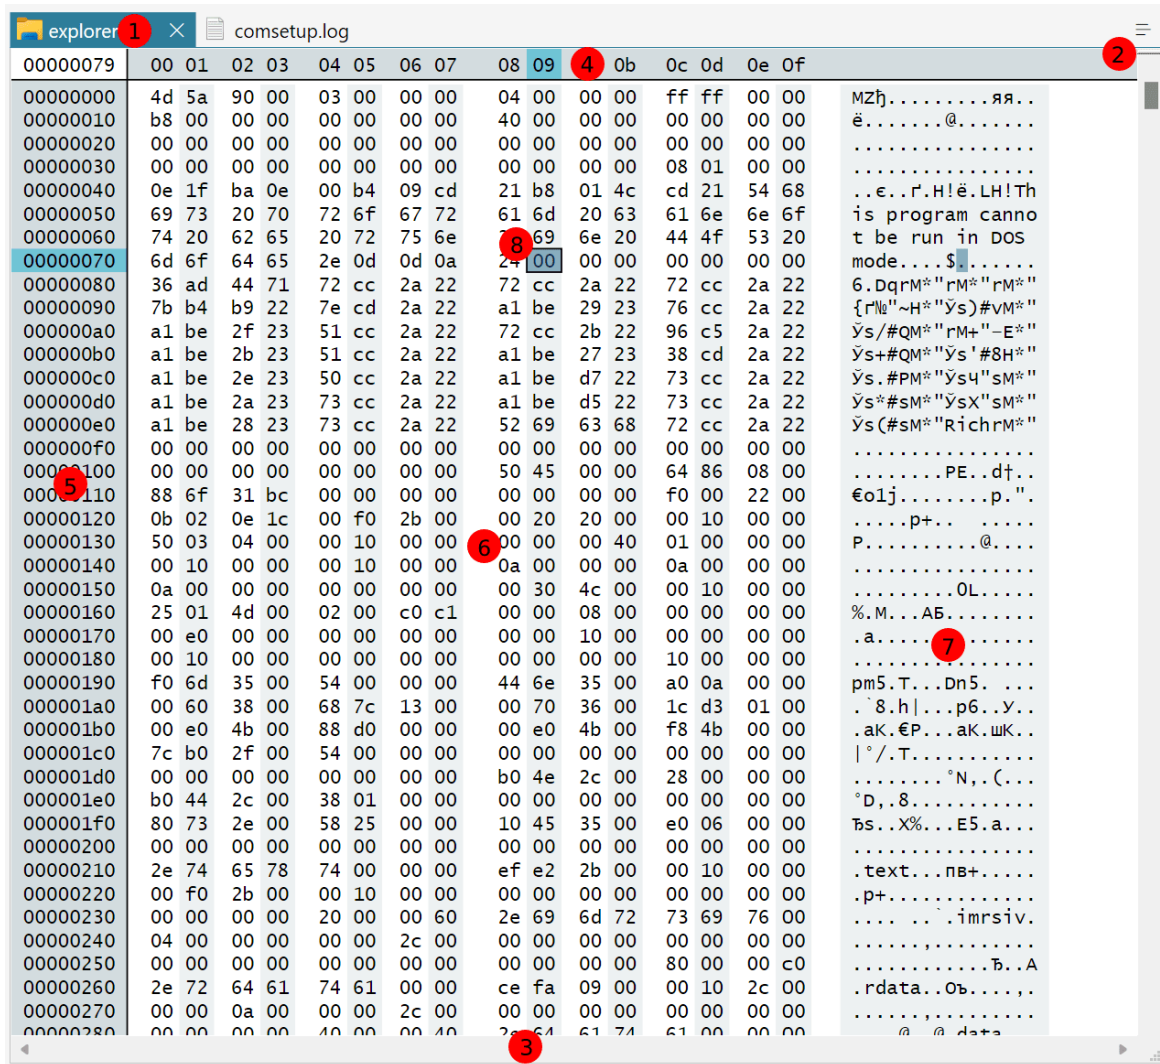 explorer 1 × comsetup.log
2
00000079 00 01 02 03 04 05 06 07 08 09 4 0b 0c 0d 0e 0f
00000000 4d 5a 90 00 03 00 00 00 04 00 00 00 ff ff 00 00 MZђ.........яя..
00000010 b8 00 00 00 00 00 00 00 40 00 00 00 00 00 00 00 ё.......@.......
00000020 00 00 00 00 00 00 00 00 00 00 00 00 00 00 00 00 ................
00000030 00 00 00 00 00 00 00 00 00 00 00 00 08 01 00 00 ................
00000040 0e 1f ba 0e 00 b4 09 cd 21 b8 01 4c cd 21 54 68 ..є..ґ.Н!ё.LН!Th
00000050 69 73 20 70 72 6f 67 72 61 6d 20 63 61 6e 6e 6f is program canno
00000060 74 20 62 65 20 72 75 6e 8 69 6e 20 44 4f 53 20 t be run in DOS
00000070 6d 6f 64 65 2e 0d 0d 0a 24 00 00 00 00 00 00 00 mode....$.......
00000080 36 ad 44 71 72 cc 2a 22 72 cc 2a 22 72 cc 2a 22 6.DqrМ*"rМ*"rМ*"
00000090 7b b4 b9 22 7e cd 2a 22 a1 be 29 23 76 cc 2a 22 {ґ№"~Н*"Ўѕ)#vМ*"
000000a0 a1 be 2f 23 51 cc 2a 22 72 cc 2b 22 96 c5 2a 22 Ўѕ/#QМ*"rМ+"–Е*"
000000b0 a1 be 2b 23 51 cc 2a 22 a1 be 27 23 38 cd 2a 22 Ўѕ+#QМ*"Ўѕ'#8Н*"
000000c0 a1 be 2e 23 50 cc 2a 22 a1 be d7 22 73 cc 2a 22 Ўѕ.#PМ*"ЎѕЧ"sМ*"
000000d0 a1 be 2a 23 73 cc 2a 22 a1 be d5 22 73 cc 2a 22 Ўѕ*#sМ*"ЎѕХ"sМ*"
000000e0 a1 be 28 23 73 cc 2a 22 52 69 63 68 72 cc 2a 22 Ўѕ(#sМ*"RichrМ*"
000000f0 00 00 00 00 00 00 00 00 00 00 00 00 00 00 00 00 ................
00000100 00 00 00 00 00 00 00 00 50 45 00 00 64 86 08 00 ........PE..d†..
5
00000110 88 6f 31 bc 00 00 00 00 00 00 00 00 f0 00 22 00 €o1ј........р.".
00000120 0b 02 0e 1c 00 f0 2b 00 00 20 20 00 00 10 00 00 .....р+..  .....
00000130 50 03 04 00 00 10 00 00 6 00 00 00 40 01 00 00 00 P..........@....
00000140 00 10 00 00 00 10 00 00 0a 00 00 00 0a 00 00 00 ................
00000150 0a 00 00 00 00 00 00 00 00 30 4c 00 00 10 00 00 .........0L.....
00000160 25 01 4d 00 02 00 c0 c1 00 00 08 00 00 00 00 00 %.M...АБ........
00000170 00 e0 00 00 00 00 00 00 00 00 10 00 00 00 00 00 .а..............
7
00000180 00 10 00 00 00 00 00 00 00 00 00 00 10 00 00 00 ................
00000190 f0 6d 35 00 54 00 00 00 44 6e 35 00 a0 0a 00 00 рm5.T...Dn5. ...
000001a0 00 60 38 00 68 7c 13 00 00 70 36 00 1c d3 01 00 .`8.h|...p6..У..
000001b0 00 e0 4b 00 88 d0 00 00 00 e0 4b 00 f8 4b 00 00 .аK.€Р...аK.шK..
000001c0 7c b0 2f 00 54 00 00 00 00 00 00 00 00 00 00 00 |°/.T...........
000001d0 00 00 00 00 00 00 00 00 b0 4e 2c 00 28 00 00 00 ........°N,.(...
000001e0 b0 44 2c 00 38 01 00 00 00 00 00 00 00 00 00 00 °D,.8...........
000001f0 80 73 2e 00 58 25 00 00 10 45 35 00 e0 06 00 00 Ђs..X%...E5.а...
00000200 00 00 00 00 00 00 00 00 00 00 00 00 00 00 00 00 ................
00000210 2e 74 65 78 74 00 00 00 ef e2 2b 00 00 10 00 00 .text...пв+.....
00000220 00 f0 2b 00 00 10 00 00 00 00 00 00 00 00 00 00 .р+.............
00000230 00 00 00 00 20 00 00 60 2e 69 6d 72 73 69 76 00 .... ..`.imrsiv.
00000240 04 00 00 00 00 00 2c 00 00 00 00 00 00 00 00 00 ......,.........
00000250 00 00 00 00 00 00 00 00 00 00 00 00 80 00 00 c0 ............Ђ..А
00000260 2e 72 64 61 74 61 00 00 ce fa 09 00 00 10 2c 00 .rdata..Оъ....,.
00000270 00 00 0a 00 00 00 2c 00 00 00 00 00 00 00 00 00 ......,.........
00000280 00 00 00 00 40 00 00 40 2e 64 61 74 61 00 00 00 ....@..@.data...
3